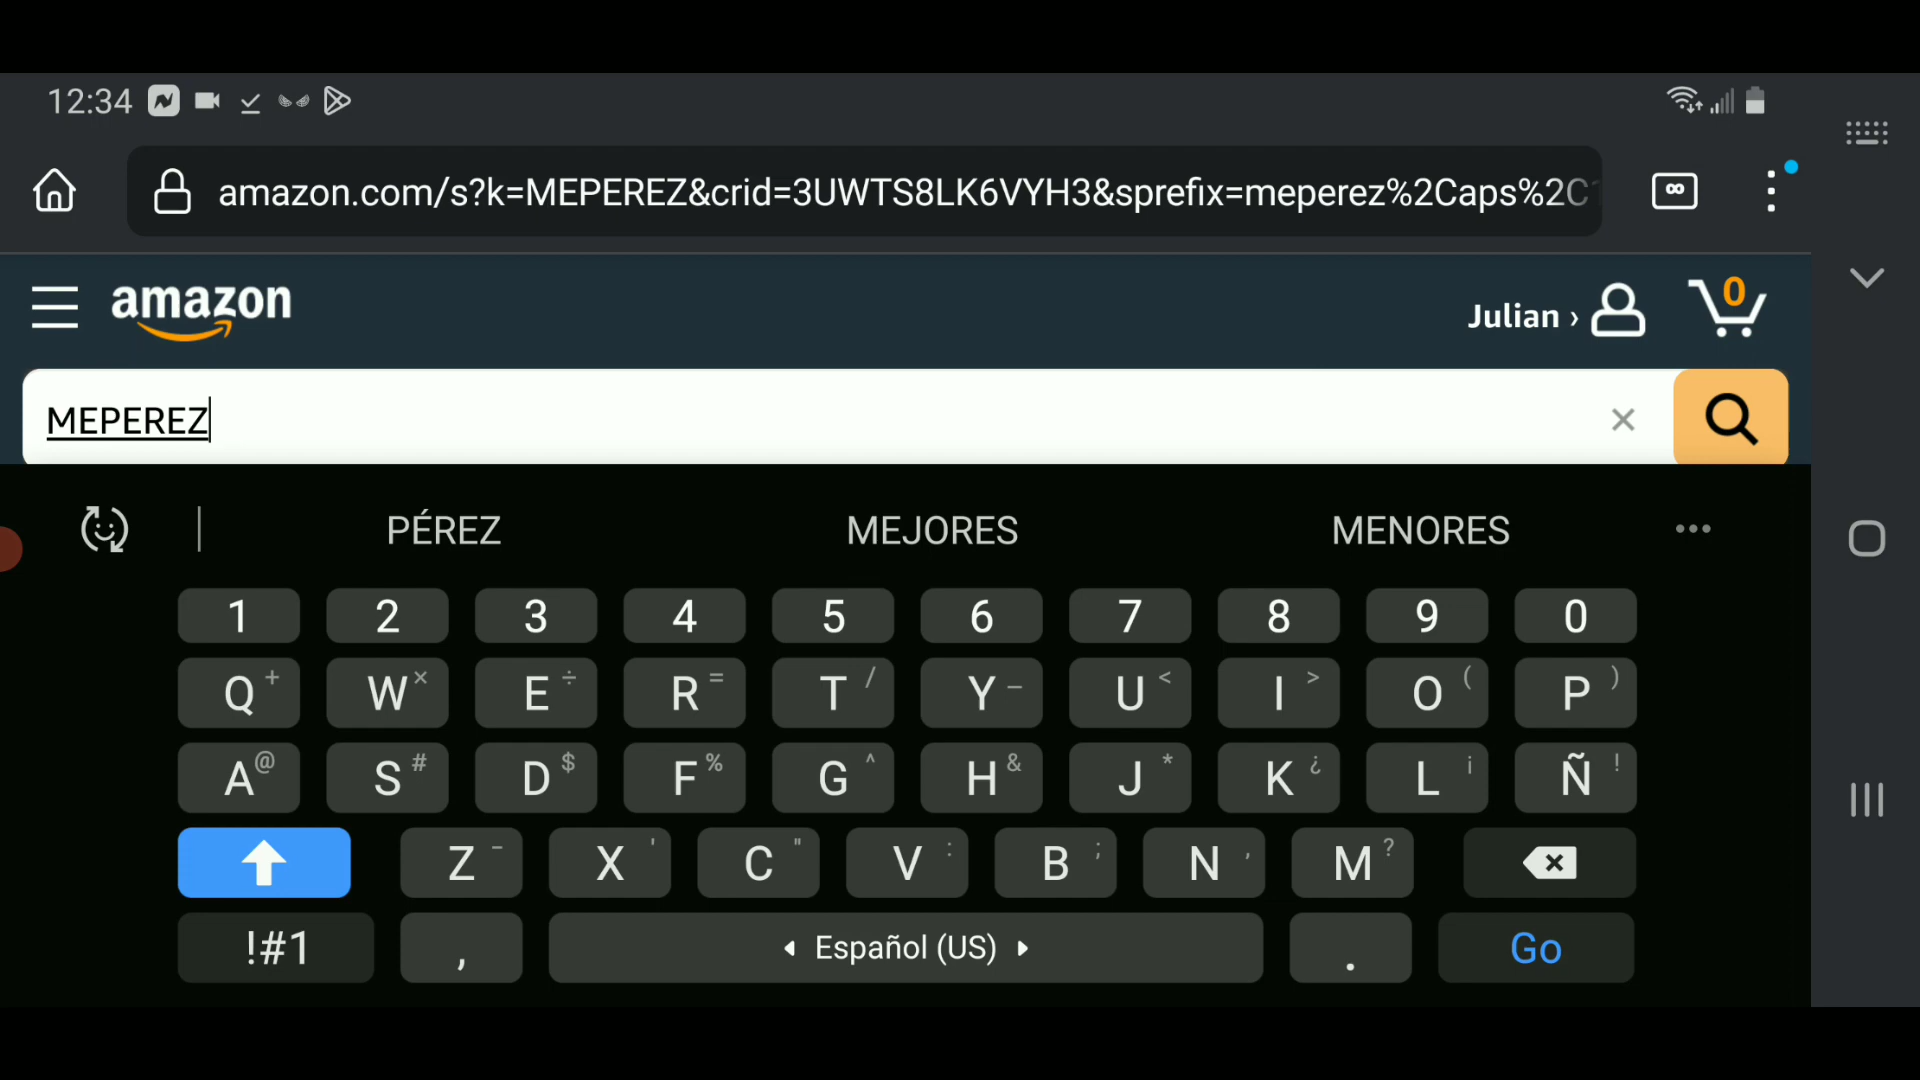 12:34
amazon.com/s?k=MEPEREZ&crid=3UWTS8LK6VYH3&sprefix=meperez%2Caps%2C
amazon
Julian ›
0
MEPEREZ
PÉREZ MEJORES MENORES
1 2 3 4 5 6 7 8 9 0
Q + W × E ÷ R = T / Y _ U < I > O ( P )
A @ S # D $ F % G ^ H & J * K ¿ L ¡ Ñ !
Z - X ' C " V : B ; N , M ?
!#1 , Español (US) . Go